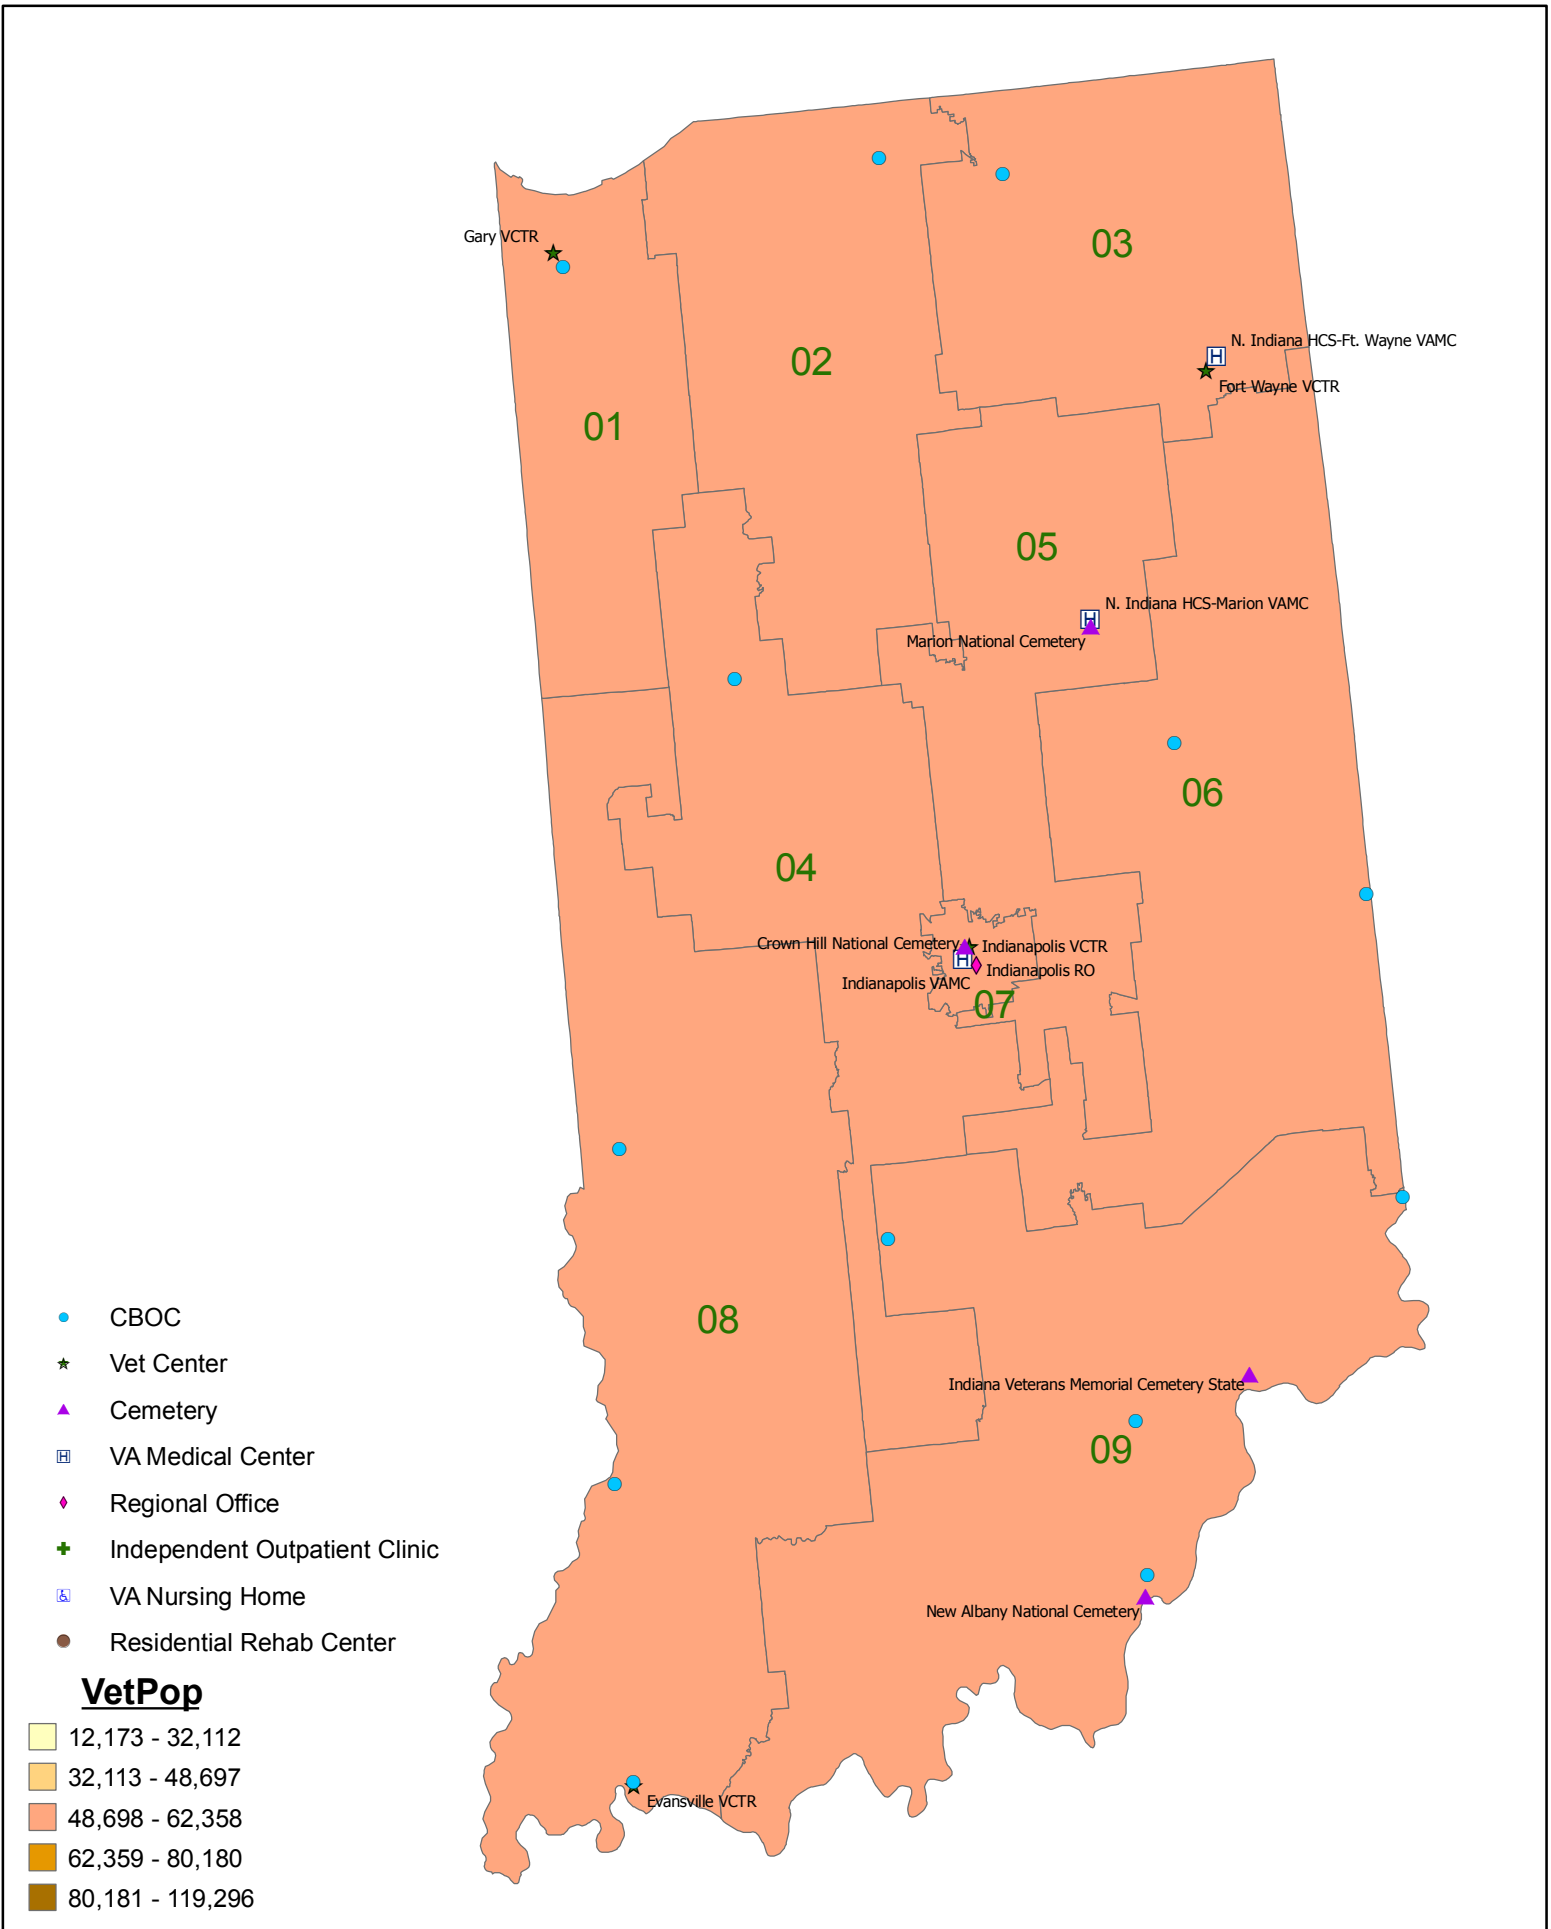 Gary VCTR
03
N. Indiana HCS-Ft. Wayne VAMC
02
Fort Wayne VCTR
01
05
N. Indiana HCS-Marion VAMC
Marion National Cemetery
06
04
Crown Hill National Cemetery
Indianapolis VCTR
Indianapolis RO
Indianapolis VAMC
07
08
Indiana Veterans Memorial Cemetery State
09
New Albany National Cemetery
Evansville VCTR
CBOC
Vet Center
Cemetery
H VA Medical Center
Regional Office
Independent Outpatient Clinic
VA Nursing Home
Residential Rehab Center
VetPop
12,173 - 32,112
32,113 - 48,697
48,698 - 62,358
62,359 - 80,180
80,181 - 119,296